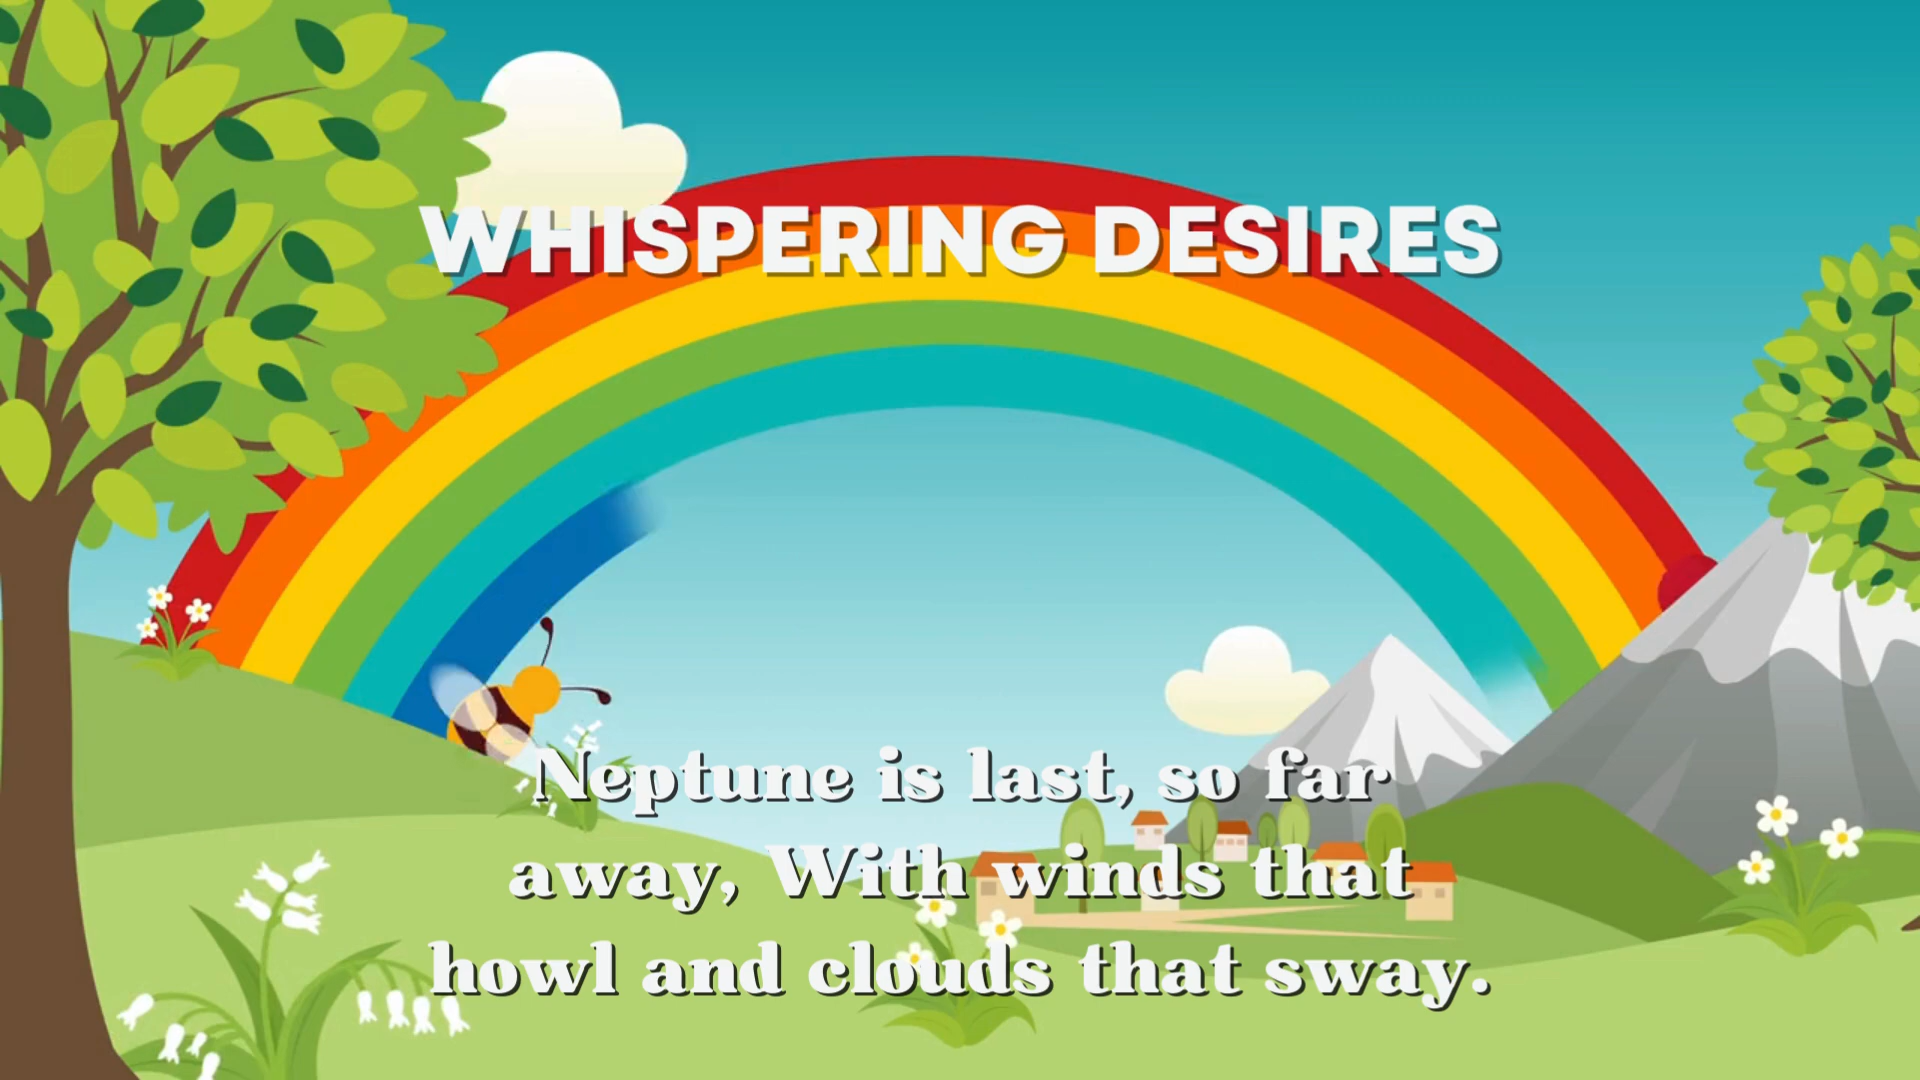 WHISPERING DESIRES
Neptune is last, so far
away, With winds that
howl and clouds that sway.